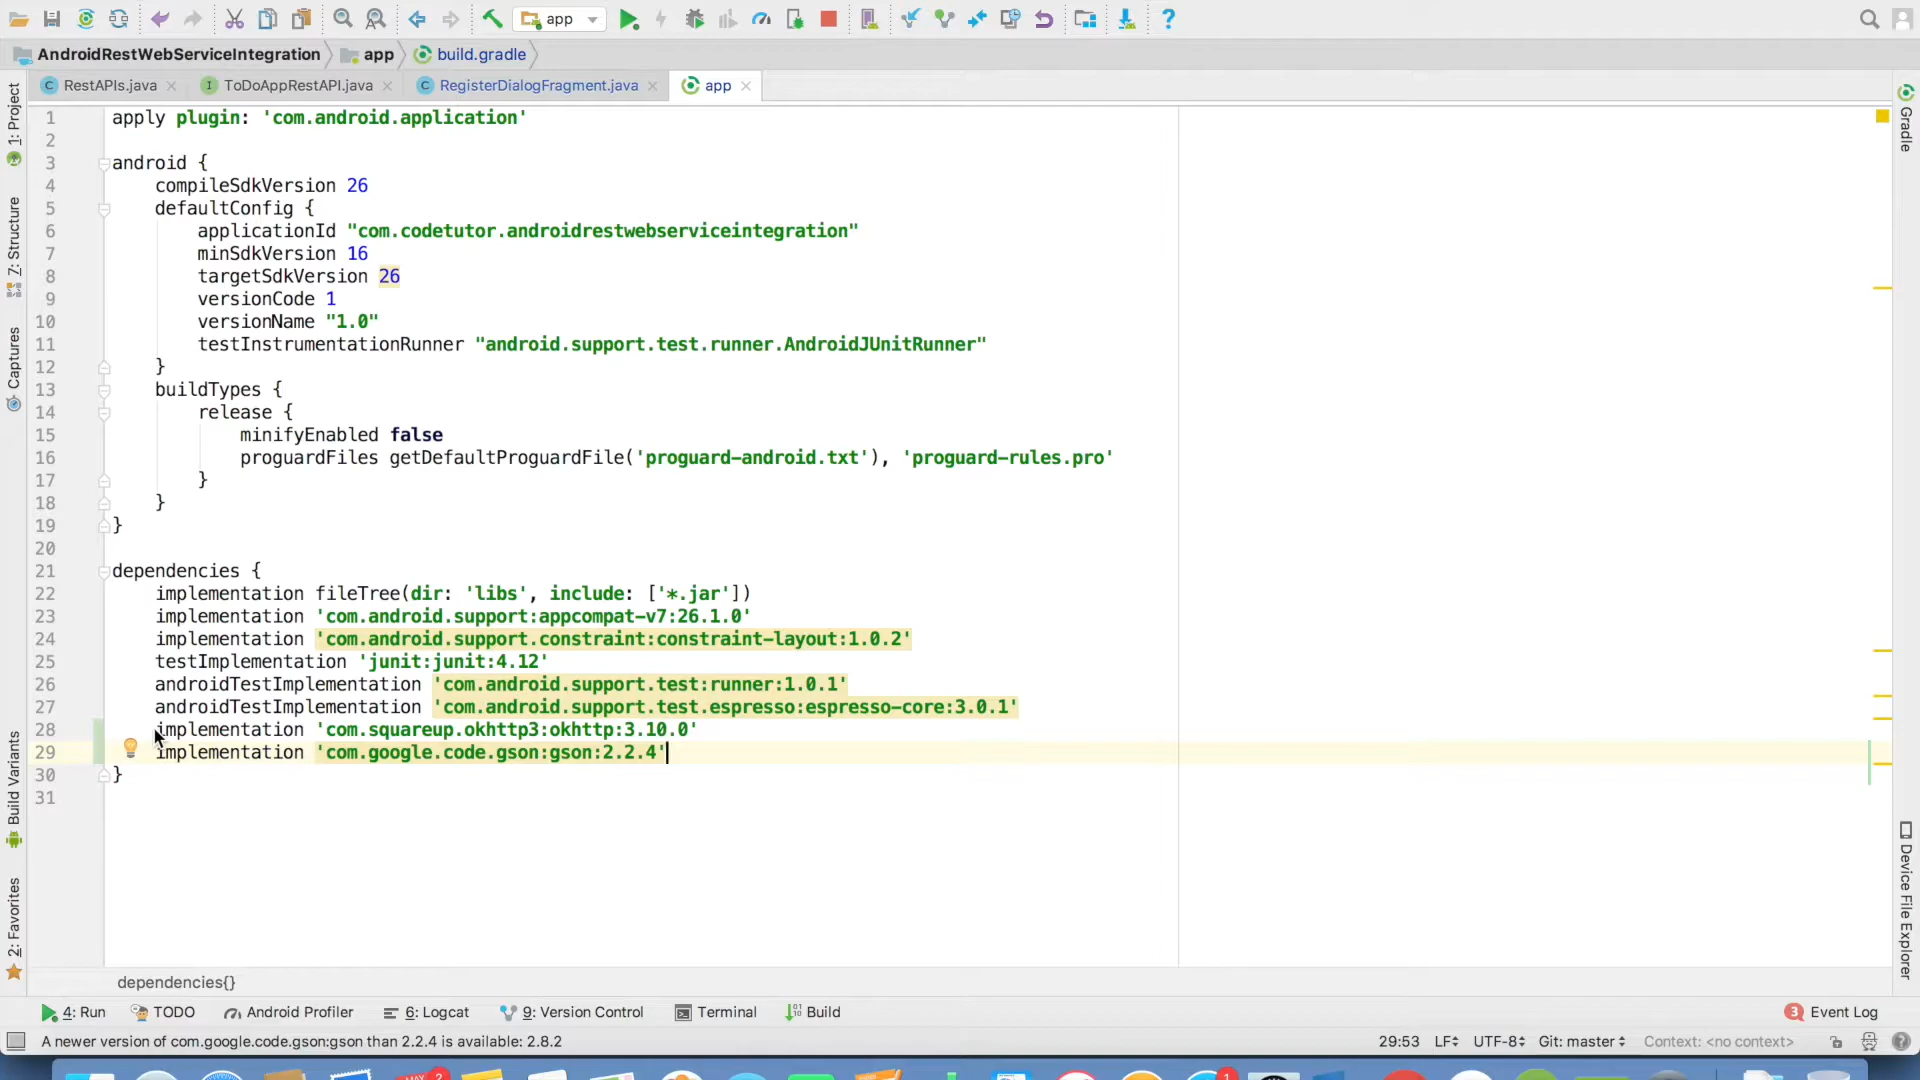 app
AndroidRestWebServiceIntegration app build.gradle
RestAPIs.java ToDoAppRestAPI.java RegisterDialogFragment.java app
1 apply plugin: 'com.android.application'
2
3 android {
4 compileSdkVersion 26
5 defaultConfig {
6 applicationId "com.codetutor.androidrestwebserviceintegration"
7 minSdkVersion 16
8 targetSdkVersion 26
9 versionCode 1
10 versionName "1.0"
11 testInstrumentationRunner "android.support.test.runner.AndroidJUnitRunner"
12 }
13 buildTypes {
14 release {
15 minifyEnabled false
16 proguardFiles getDefaultProguardFile('proguard-android.txt'), 'proguard-rules.pro'
17 }
18 }
19 }
20
21 dependencies {
22 implementation fileTree(dir: 'libs', include: ['*.jar'])
23 implementation 'com.android.support:appcompat-v7:26.1.0'
24 implementation 'com.android.support.constraint:constraint-layout:1.0.2'
25 testImplementation 'junit:junit:4.12'
26 androidTestImplementation 'com.android.support.test:runner:1.0.1'
27 androidTestImplementation 'com.android.support.test.espresso:espresso-core:3.0.1'
28 implementation 'com.squareup.okhttp3:okhttp:3.10.0'
29 implementation 'com.google.code.gson:gson:2.2.4'
30 }
31
1: Project
7: Structure
Captures
Build Variants
2: Favorites
Gradle
Device File Explorer
dependencies{}
4: Run TODO Android Profiler 6: Logcat 9: Version Control Terminal Build 3 Event Log
A newer version of com.google.code.gson:gson than 2.2.4 is available: 2.8.2 29:53 LF UTF-8 Git: master Context: <no context>
MAY 2 1